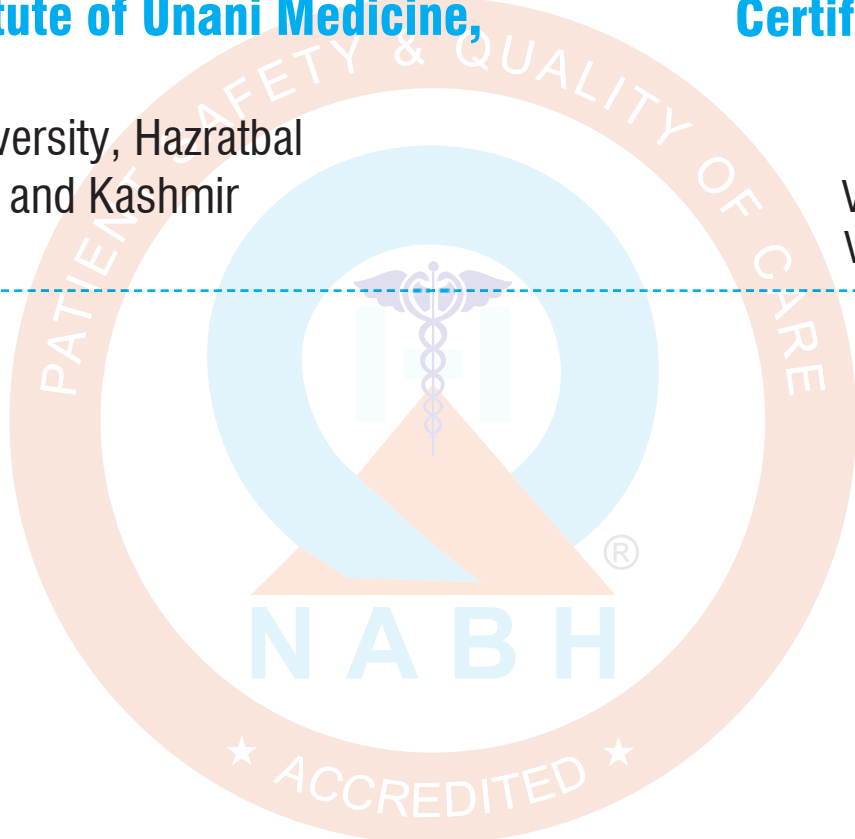 tute of Unani Medicine,
Certif
versity, Hazratbal
and Kashmir
PATIENT SAFETY & QUALITY OF CARE
®
NABH
★ ACCREDITED ★